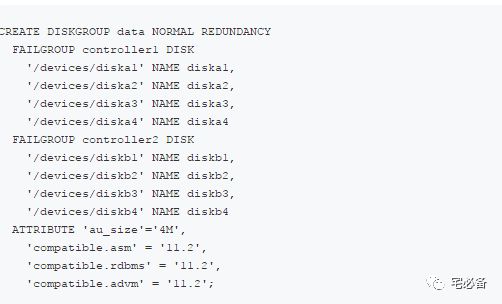 CREATE DISKGROUP data NORMAL REDUNDANCY
FAILGROUP controller1 DISK
'/devices/diska1' NAME diska1,
'/devices/diska2' NAME diska2,
'/devices/diska3' NAME diska3,
'/devices/diska4' NAME diska4
FAILGROUP controller2 DISK
'/devices/diskb1' NAME diskb1,
'/devices/diskb2' NAME diskb2,
'/devices/diskb3' NAME diskb3,
'/devices/diskb4' NAME diskb4
ATTRIBUTE 'au_size'='4M',
'compatible.asm' = '11.2',
'compatible.rdbms' = '11.2',
'compatible.advm' = '11.2';
宅必备